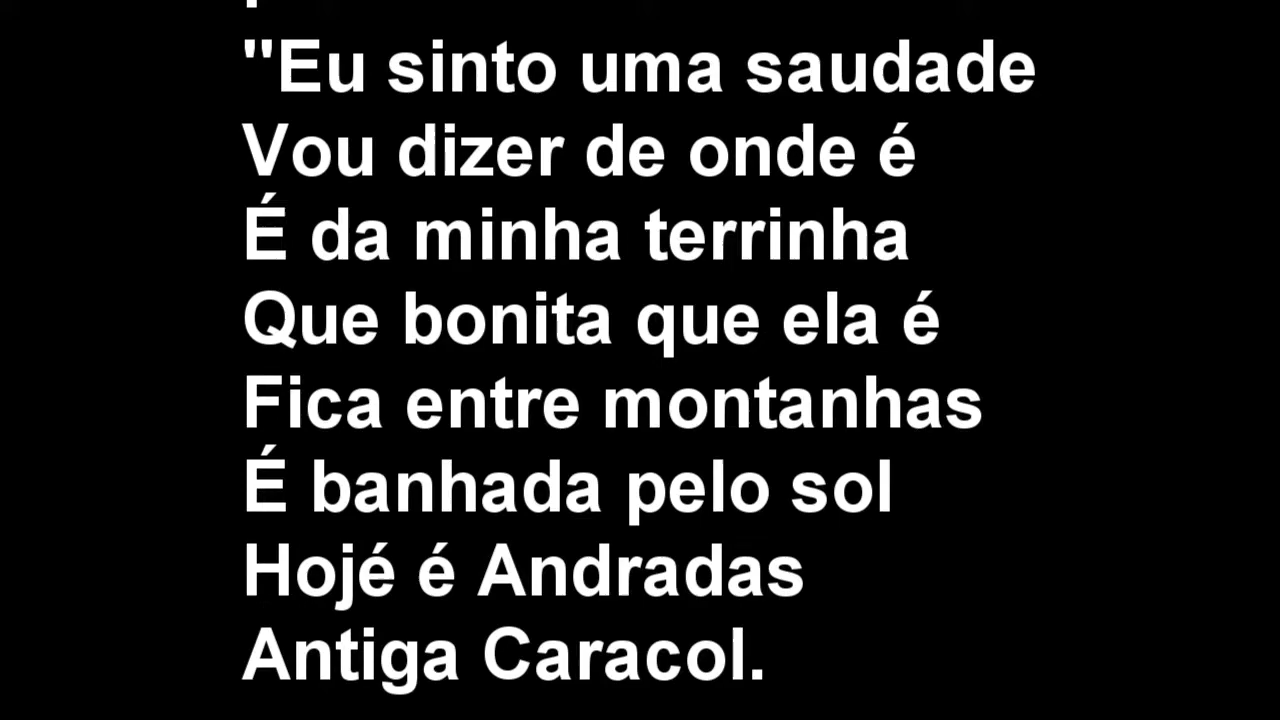 "Eu sinto uma saudade
Vou dizer de onde é
É da minha terrinha
Que bonita que ela é
Fica entre montanhas
É banhada pelo sol
Hojé é Andradas
Antiga Caracol.